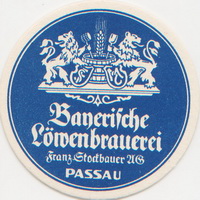 Bayerische
Löwenbrauerei
Franz Stockbauer AG
PASSAU